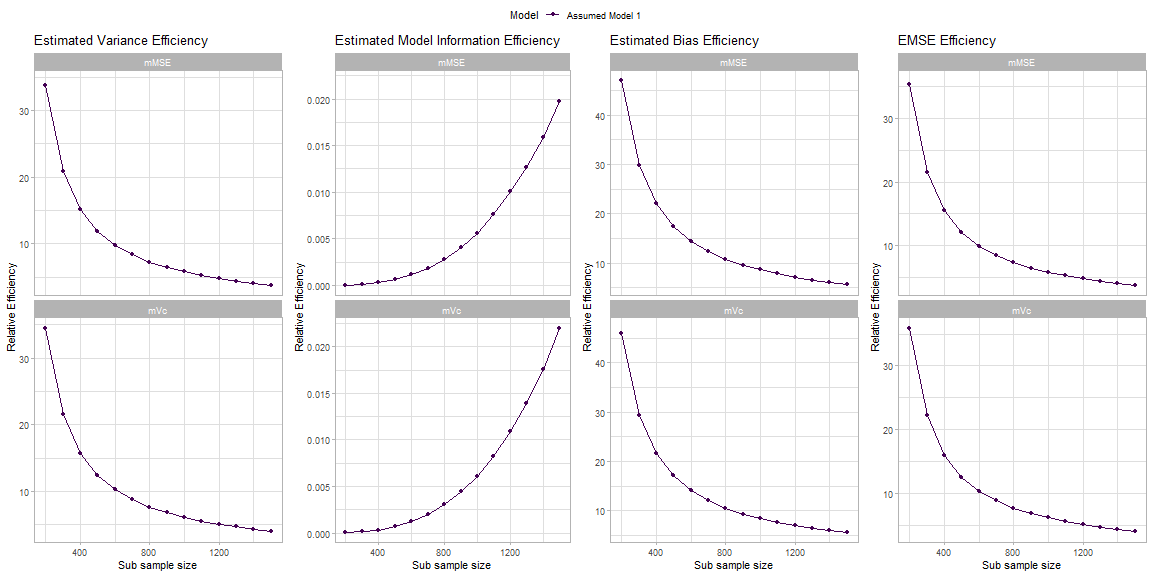 Model Assumed Model 1
Estimated Variance Efficiency
mMSE
30
20
10
mVc
30
20
10
400 800 1200
Sub sample size
Relative Efficiency
Estimated Model Information Efficiency
mMSE
0.020
0.015
0.010
0.005
0.000
mVc
0.020
0.015
0.010
0.005
0.000
400 800 1200
Sub sample size
Relative Efficiency
Estimated Bias Efficiency
mMSE
40
30
20
10
mVc
40
30
20
10
400 800 1200
Sub sample size
Relative Efficiency
EMSE Efficiency
mMSE
30
20
10
mVc
30
20
10
400 800 1200
Sub sample size
Relative Efficiency